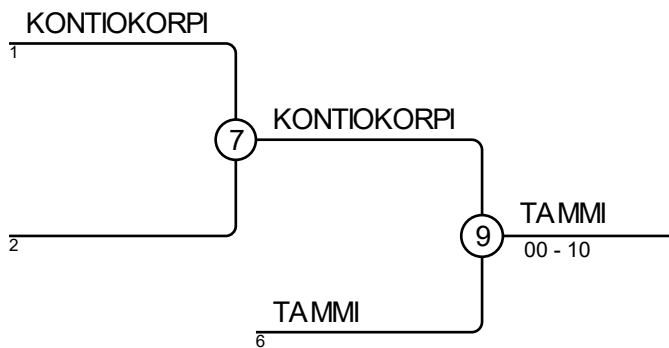 KONTIOKORPI
1
7
KONTIOKORPI
2
9
TAMMI
00 - 10
TAMMI
6